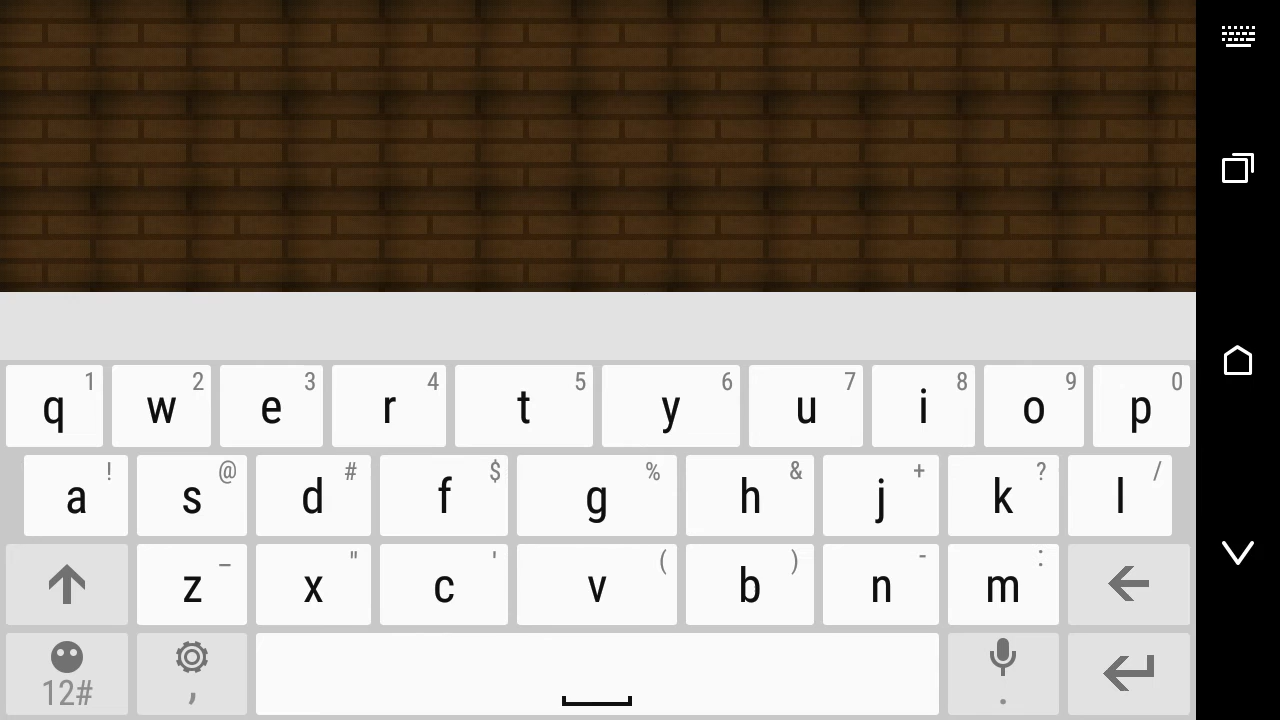 q 1 w 2 e 3 r 4 t 5 y 6 u 7 i 8 o 9 p 0
a ! s @ d # f $ g % h & j + k ? l /
z _ x " c ' v ( b ) n - m :
12# , .